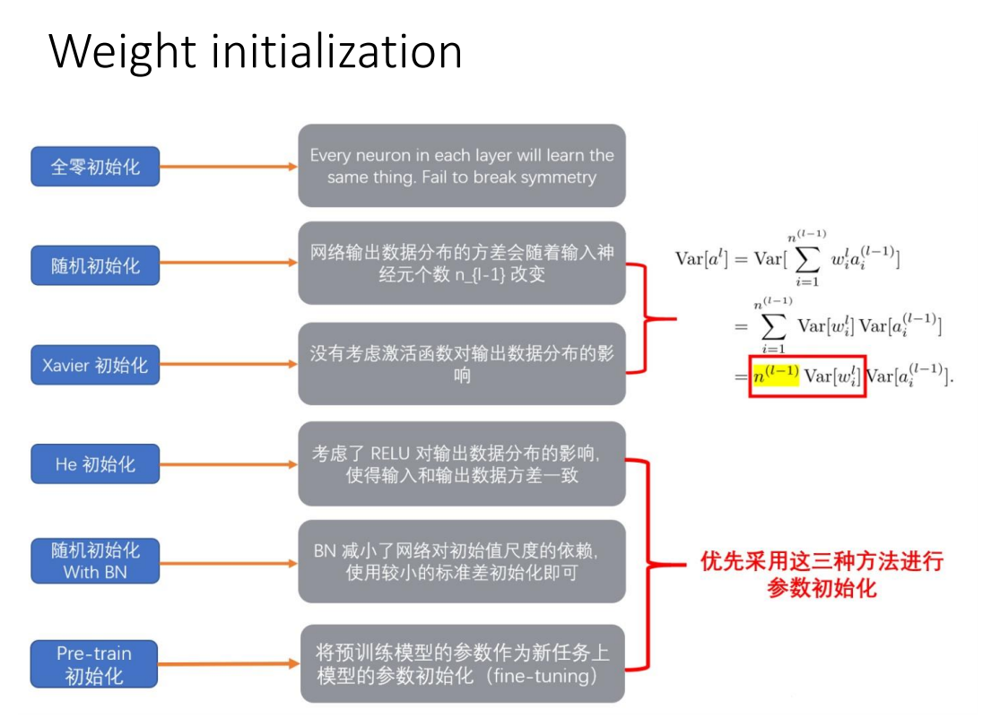 Weight initialization
全零初始化
Every neuron in each layer will learn the
same thing. Fail to break symmetry
随机初始化
网络输出数据分布的方差会随着输入神
经元个数 n_{l-1} 改变
Xavier 初始化
没有考虑激活函数对输出数据分布的影
响
Var[a^l] = Var[∑_{i=1}^{n^{(l-1)}} w_i^l a_i^{(l-1)}]
= ∑_{i=1}^{n^{(l-1)}} Var[w_i^l] Var[a_i^{(l-1)}]
= n^{(l-1)} Var[w_i^l] Var[a_i^{(l-1)}].
He 初始化
考虑了 RELU 对输出数据分布的影响,
使得输入和输出数据方差一致
随机初始化
With BN
BN 减小了网络对初始值尺度的依赖,
使用较小的标准差初始化即可
Pre-train
初始化
将预训练模型的参数作为新任务上
模型的参数初始化（fine-tuning）
优先采用这三种方法进行
参数初始化